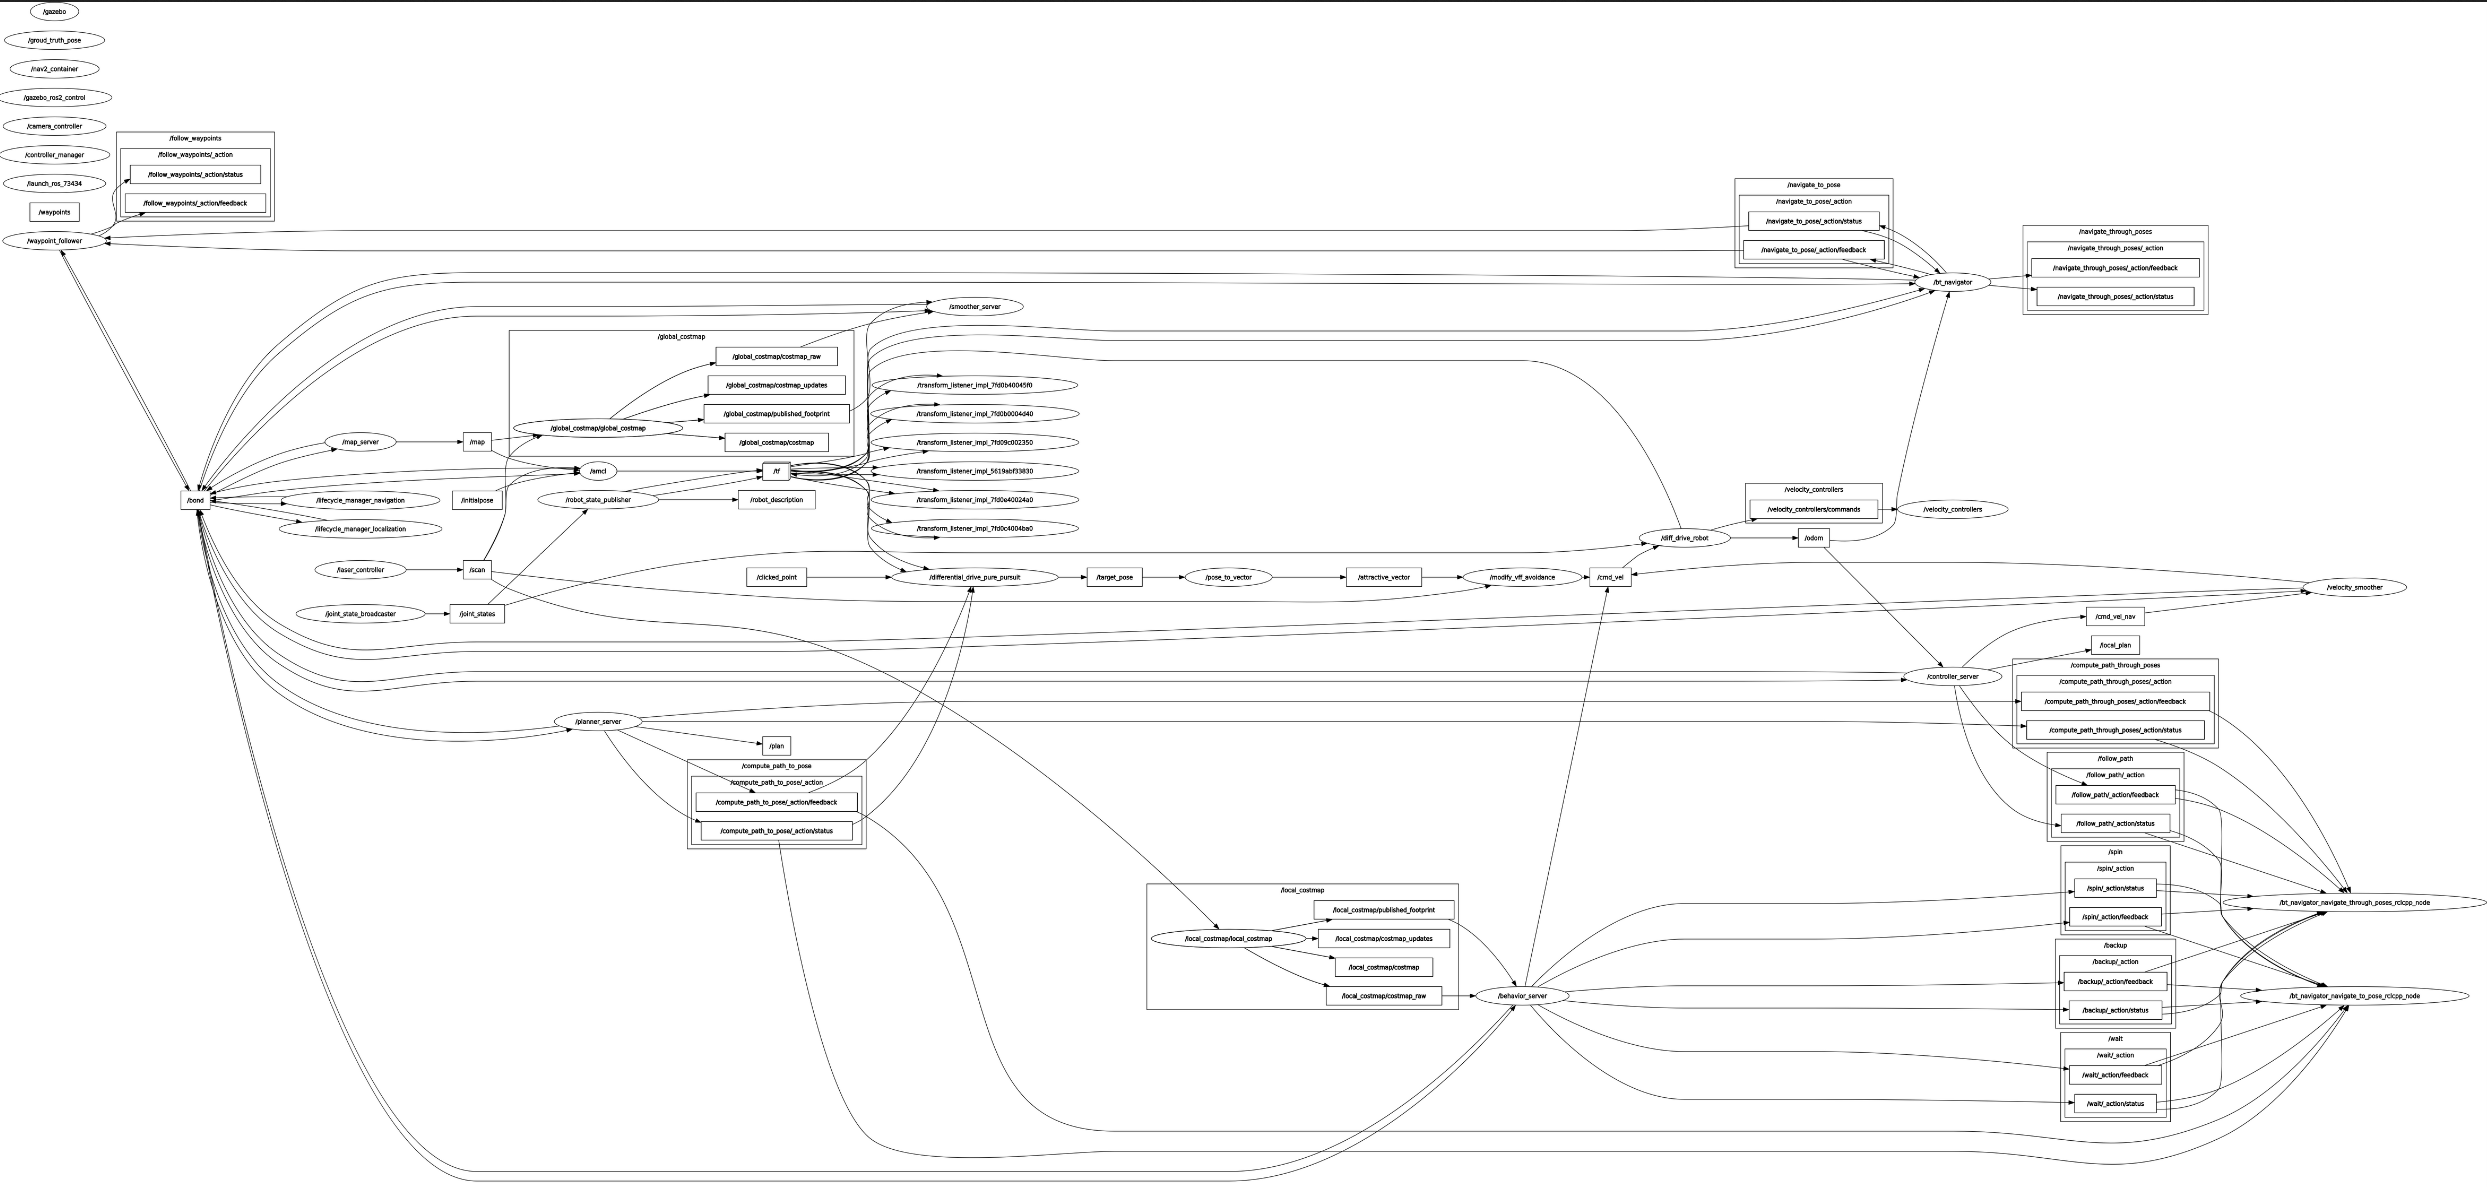 /gazebo
/groud_truth_pose
/nav2_container
/gazebo_ros2_control
/camera_controller
/controller_manager
/launch_ros_73434
/waypoints
/waypoint_follower
/follow_waypoints
/follow_waypoints/_action
/follow_waypoints/_action/status
/follow_waypoints/_action/feedback
/bond
/map_server
/lifecycle_manager_navigation
/lifecycle_manager_localization
/laser_controller
/joint_state_broadcaster
/map
/initialpose
/scan
/joint_states
/global_costmap
/global_costmap/costmap_raw
/global_costmap/costmap_updates
/global_costmap/published_footprint
/global_costmap/global_costmap
/global_costmap/costmap
/amcl
/tf
/robot_state_publisher
/robot_description
/smoother_server
/transform_listener_impl_7fd0b40045f0
/transform_listener_impl_7fd0b0004d40
/transform_listener_impl_7fd09c002350
/transform_listener_impl_5619abf33830
/transform_listener_impl_7fd0e40024a0
/transform_listener_impl_7fd0c4004ba0
/clicked_point
/differential_drive_pure_pursuit
/target_pose
/pose_to_vector
/attractive_vector
/modify_vff_avoidance
/cmd_vel
/planner_server
/plan
/compute_path_to_pose
/compute_path_to_pose/_action
/compute_path_to_pose/_action/feedback
/compute_path_to_pose/_action/status
/local_costmap
/local_costmap/published_footprint
/local_costmap/local_costmap
/local_costmap/costmap_updates
/local_costmap/costmap
/local_costmap/costmap_raw
/behavior_server
/navigate_to_pose
/navigate_to_pose/_action
/navigate_to_pose/_action/status
/navigate_to_pose/_action/feedback
/bt_navigator
/navigate_through_poses
/navigate_through_poses/_action
/navigate_through_poses/_action/feedback
/navigate_through_poses/_action/status
/velocity_controllers
/velocity_controllers/commands
/velocity_controllers
/diff_drive_robot
/odom
/velocity_smoother
/cmd_vel_nav
/local_plan
/controller_server
/compute_path_through_poses
/compute_path_through_poses/_action
/compute_path_through_poses/_action/feedback
/compute_path_through_poses/_action/status
/follow_path
/follow_path/_action
/follow_path/_action/feedback
/follow_path/_action/status
/spin
/spin/_action
/spin/_action/status
/spin/_action/feedback
/backup
/backup/_action
/backup/_action/feedback
/backup/_action/status
/wait
/wait/_action
/wait/_action/feedback
/wait/_action/status
/bt_navigator_navigate_through_poses_rclcpp_node
/bt_navigator_navigate_to_pose_rclcpp_node